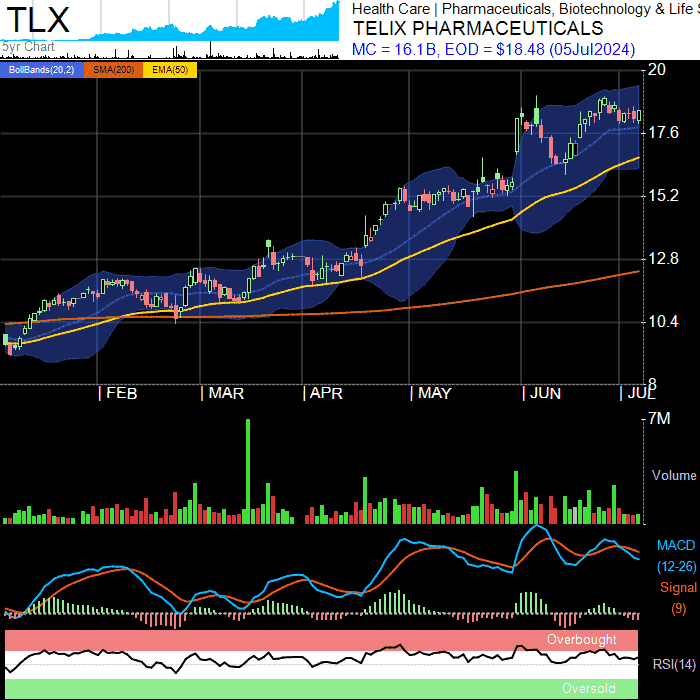 TLX
5yr Chart
Health Care | Pharmaceuticals, Biotechnology & Life S
TELIX PHARMACEUTICALS
MC = 16.1B, EOD = $18.48 (05Jul2024)
BollBands(20,2) SMA(200) EMA(50)
20
17.6
15.2
12.8
10.4
8
| FEB | MAR | APR | MAY | JUN | JUL
7M
Volume
MACD
(12-26)
Signal
(9)
Overbought
RSI(14)
Oversold